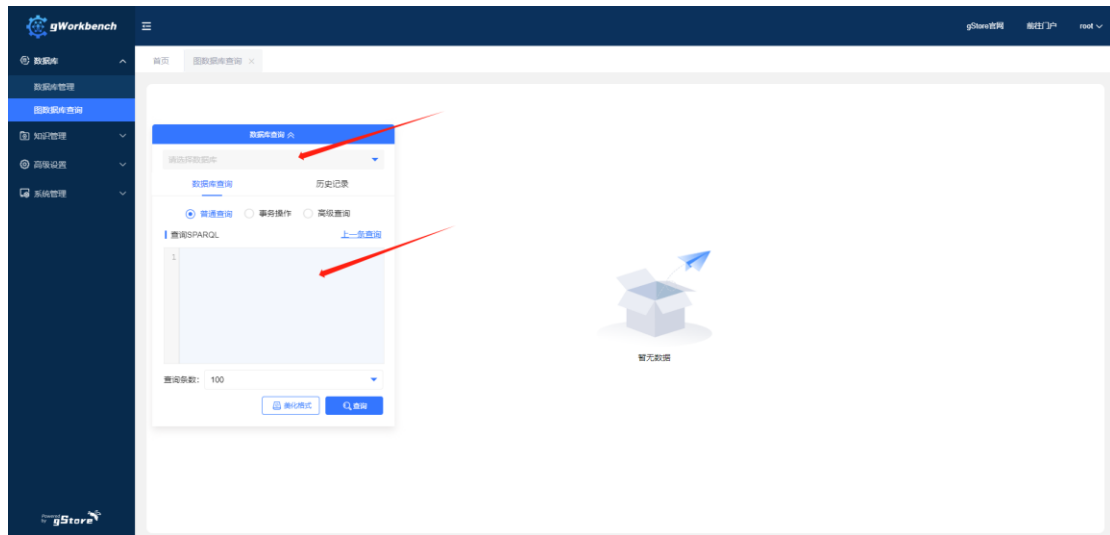 gWorkbench
gStore官网 前往门户 root
数据库
首页 图数据库查询
数据库管理
图数据库查询
知识管理
高级设置
系统管理
数据库查询
请选择数据库
数据库查询 历史记录
普通查询 事务操作 高级查询
查询SPARQL 上一条查询
1
暂无数据
查询条数： 100
美化格式 查询
Powered by gStore